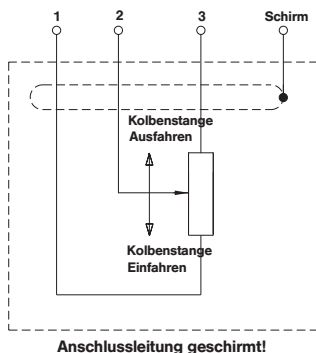 1 2 3 Schirm
Kolbenstange
Ausfahren
Kolbenstange
Einfahren
Anschlussleitung geschirmt!